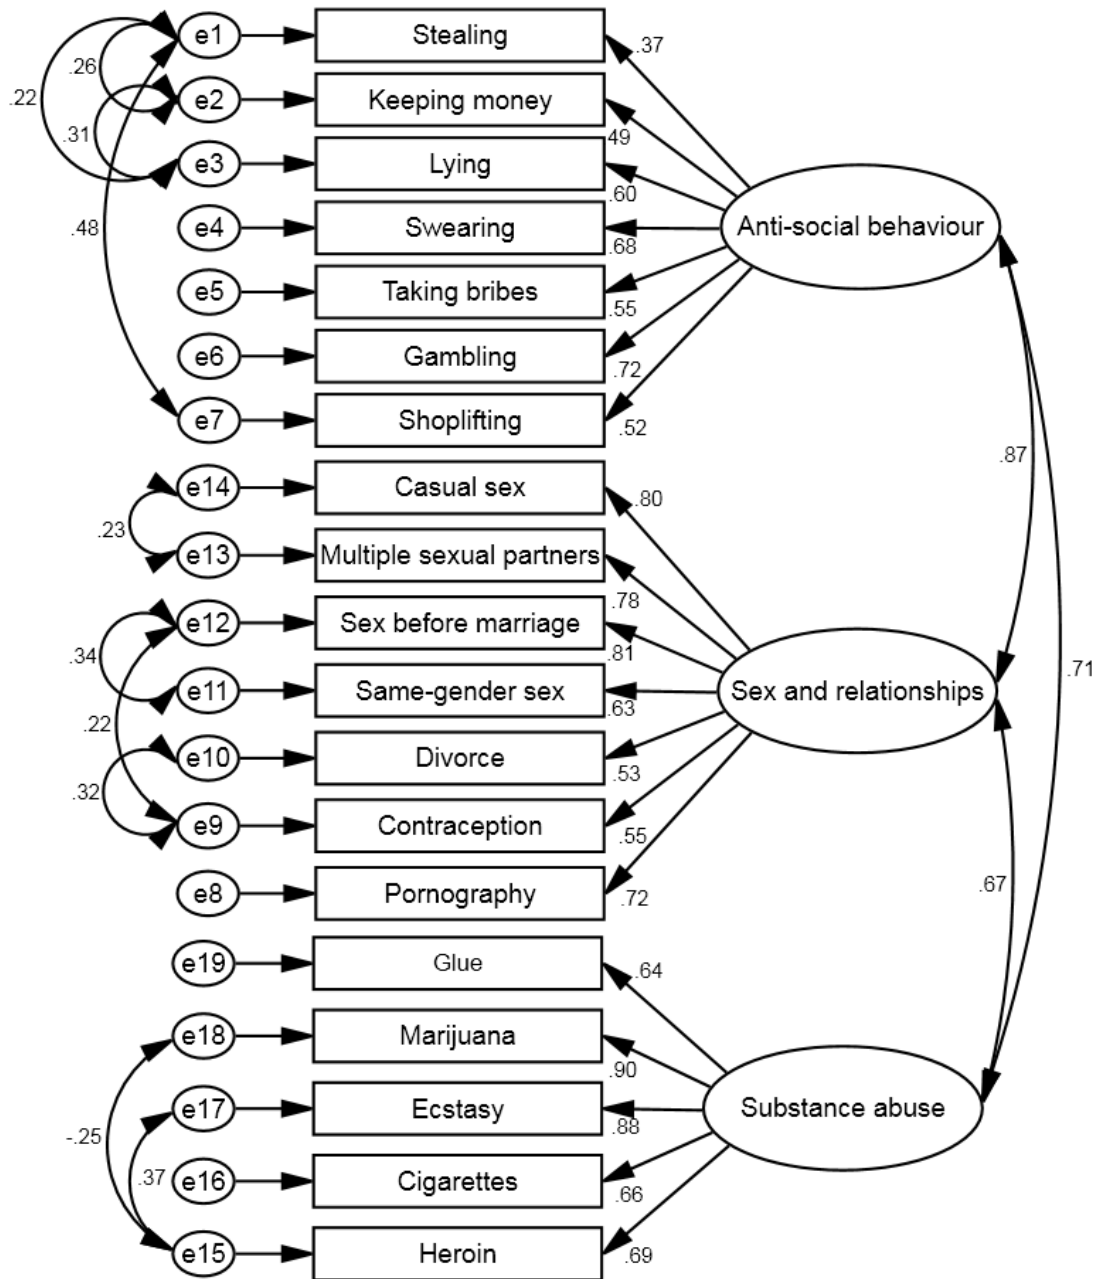 e1
Stealing
.37
.26
.22
e2
Keeping money
49
.31
e3
Lying
.60
.48
e4
Swearing
.68
Anti-social behaviour
e5
Taking bribes
.55
e6
Gambling
.72
e7
Shoplifting
.52
.87
e14
Casual sex
.80
.23
e13
Multiple sexual partners
.78
e12
Sex before marriage
.81
.34
e11
Same-gender sex
.63
Sex and relationships
.71
.22
e10
Divorce
.53
.32
e9
Contraception
.55
e8
Pornography
.72
.67
e19
Glue
.64
e18
Marijuana
.90
e17
Ecstasy
.88
Substance abuse
-.25
.37
e16
Cigarettes
.66
e15
Heroin
.69